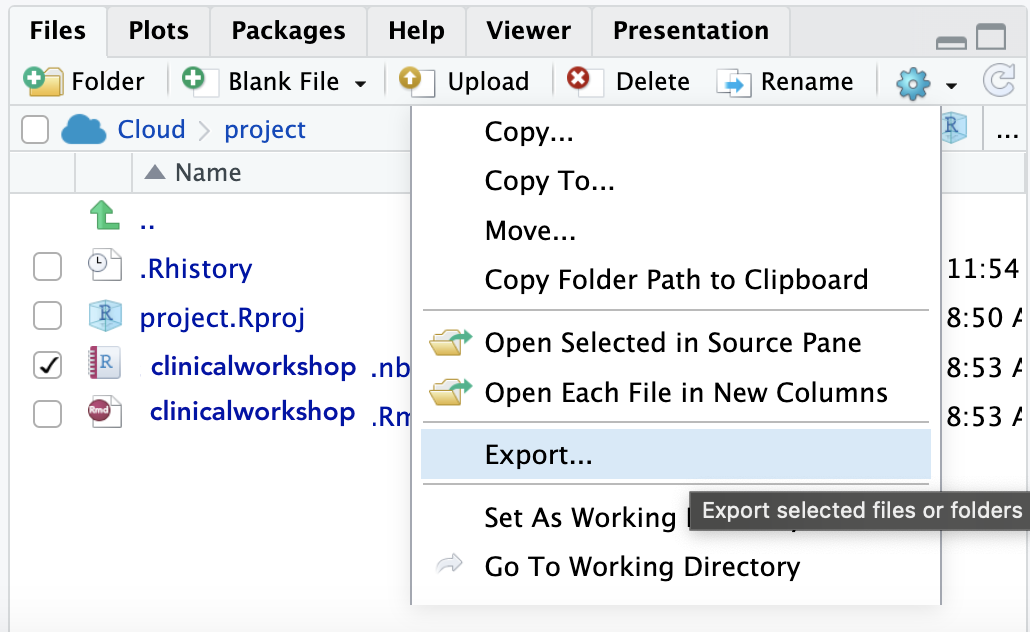 Files Plots Packages Help Viewer Presentation
Folder Blank File Upload Delete Rename
Cloud project R ...
Name
Copy...
Copy To...
Move...
Copy Folder Path to Clipboard
..
.Rhistory 11:54
R project.Rproj 8:50 A
R clinicalworkshop .nb 8:53 A
Rmd clinicalworkshop .Rm 8:53 A
Open Selected in Source Pane
Open Each File in New Columns
Export...
Export selected files or folders
Set As Working
Go To Working Directory